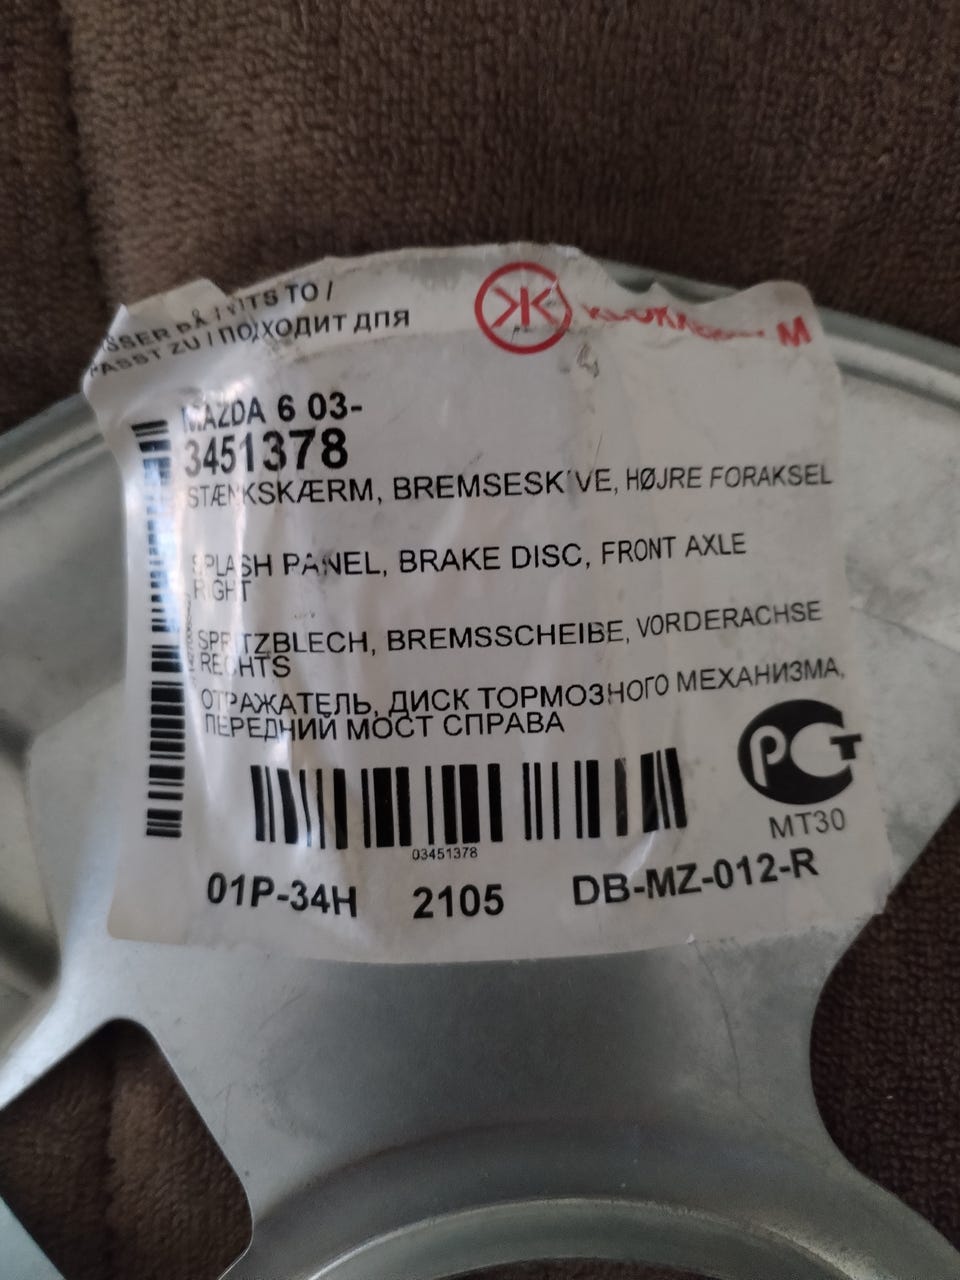 PÅ / FITS TO /
PASST ZU / ПОДХОДИТ ДЛЯ
M
MAZDA 6 03-
3451378
STÆNKSKÆRM, BREMSESKIVE, HØJRE FORAKSEL
SPLASH PANEL, BRAKE DISC, FRONT AXLE
RIGHT
SPRITZBLECH, BREMSSCHEIBE, VORDERACHSE
RECHTS
ОТРАЖАТЕЛЬ, ДИСК ТОРМОЗНОГО МЕХАНИЗМА,
ПЕРЕДНИЙ МОСТ СПРАВА
РСТ
MT30
03451378
01P-34H 2105 DB-MZ-012-R